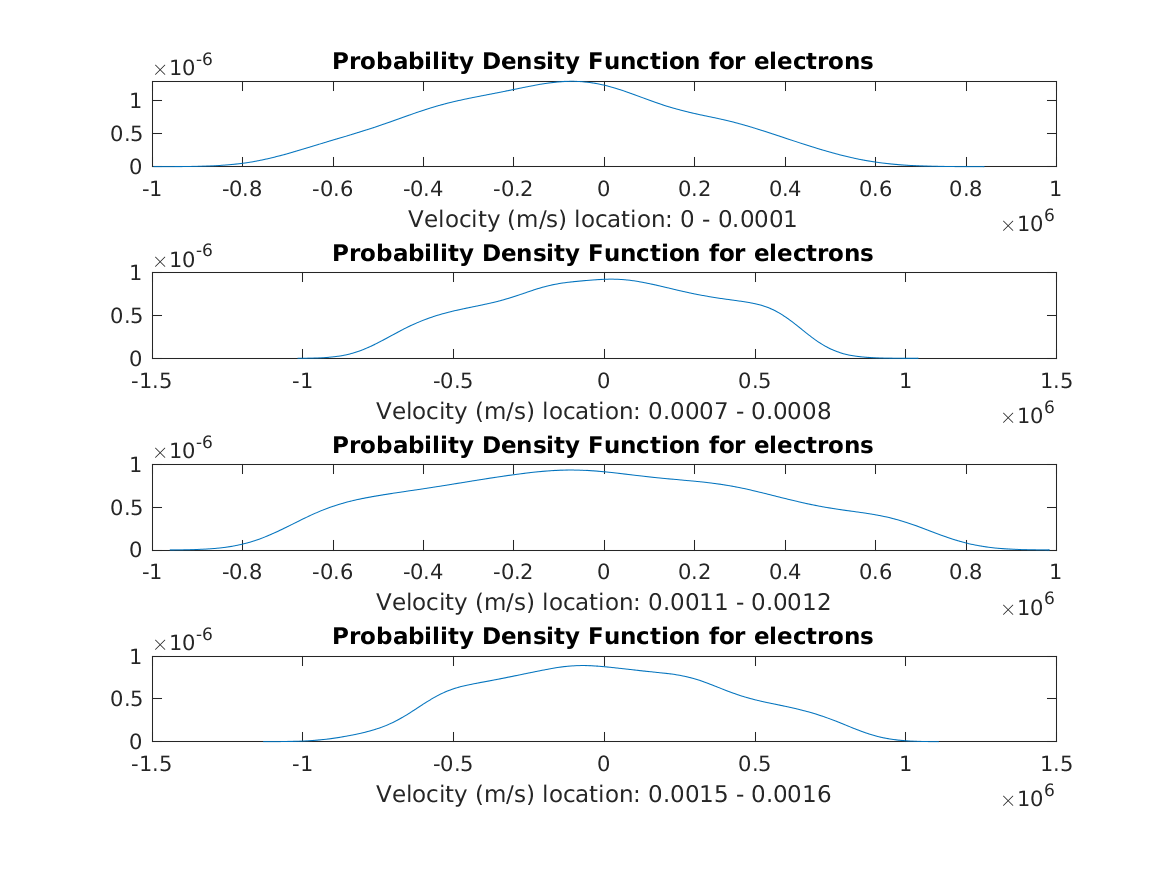 ×10-6
Probability Density Function for electrons
1
0.5
0
-1 -0.8 -0.6 -0.4 -0.2 0 0.2 0.4 0.6 0.8 1
Velocity (m/s) location: 0 - 0.0001
×106
×10-6
Probability Density Function for electrons
1
0.5
0
-1.5 -1 -0.5 0 0.5 1 1.5
Velocity (m/s) location: 0.0007 - 0.0008
×106
×10-6
Probability Density Function for electrons
1
0.5
0
-1 -0.8 -0.6 -0.4 -0.2 0 0.2 0.4 0.6 0.8 1
Velocity (m/s) location: 0.0011 - 0.0012
×106
×10-6
Probability Density Function for electrons
1
0.5
0
-1.5 -1 -0.5 0 0.5 1 1.5
Velocity (m/s) location: 0.0015 - 0.0016
×106